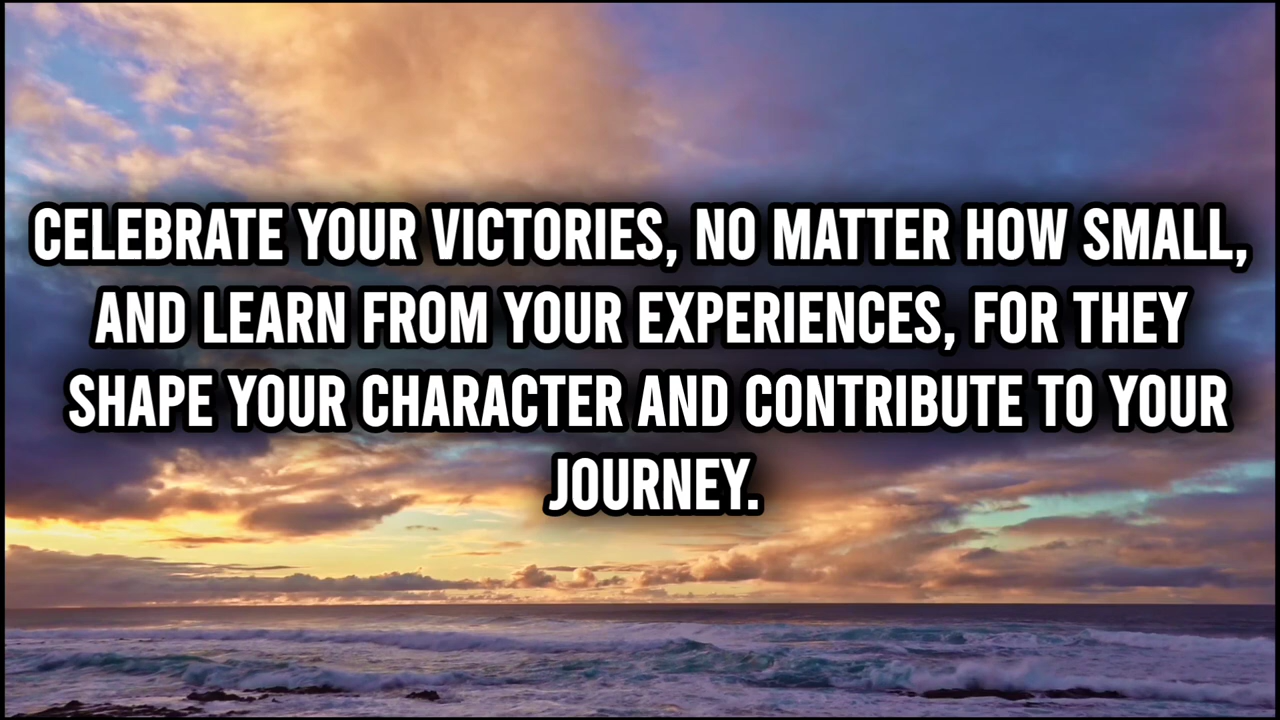 CELEBRATE YOUR VICTORIES, NO MATTER HOW SMALL,
AND LEARN FROM YOUR EXPERIENCES, FOR THEY
SHAPE YOUR CHARACTER AND CONTRIBUTE TO YOUR
JOURNEY.